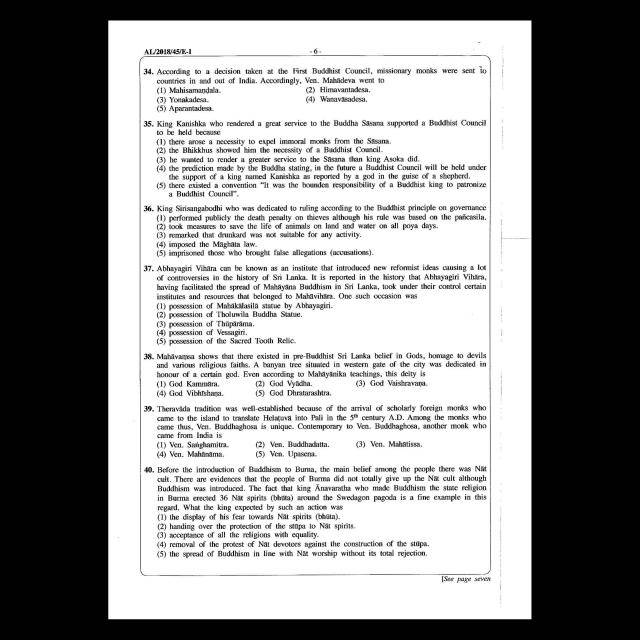 AL/2018/45/E-I
- 6 -
34. According to a decision taken at the First Buddhist Council, missionary monks were sent to
countries in and out of India. Accordingly, Ven. Mahādeva went to
(1) Mahisamaṇḍala. (2) Himavantadesa.
(3) Yonakadesa. (4) Wanavāsadesa.
(5) Aparantadesa.
35. King Kanishka who rendered a great service to the Buddha Sāsana supported a Buddhist Council
to be held because
(1) there arose a necessity to expel immoral monks from the Sāsana.
(2) the Bhikkhus showed him the necessity of a Buddhist Council.
(3) he wanted to render a greater service to the Sāsana than king Asoka did.
(4) the prediction made by the Buddha stating, in the future a Buddhist Council will be held under
the support of a king named Kanishka as reported by a god in the guise of a shepherd.
(5) there existed a convention "It was the bounden responsibility of a Buddhist king to patronize
a Buddhist Council".
36. King Sirisangabodhi who was dedicated to ruling according to the Buddhist principle on governance
(1) performed publicly the death penalty on thieves although his rule was based on the pañcasila.
(2) took measures to save the life of animals on land and water on all poya days.
(3) remarked that drunkard was not suitable for any activity.
(4) imposed the Māghāta law.
(5) imprisoned those who brought false allegations (accusations).
37. Abhayagiri Vihāra can be known as an institute that introduced new reformist ideas causing a lot
of controversies in the history of Sri Lanka. It is reported in the history that Abhayagiri Vihāra,
having facilitated the spread of Mahāyāna Buddhism in Sri Lanka, took under their control certain
institutes and resources that belonged to Mahāvihāra. One such occasion was
(1) possession of Mahākālasilā statue by Abhayagiri.
(2) possession of Tholuwila Buddha Statue.
(3) possession of Thūpārāma.
(4) possession of Vessagiri.
(5) possession of the Sacred Tooth Relic.
38. Mahāvaṃsa shows that there existed in pre-Buddhist Sri Lanka belief in Gods, homage to devils
and various religious faiths. A banyan tree situated in western gate of the city was dedicated in
honour of a certain god. Even according to Mahāyānika teachings, this deity is
(1) God Kammāra. (2) God Vyādha. (3) God Vaishravana.
(4) God Vibhīshana. (5) God Dhratarashtra.
39. Theravāda tradition was well-established because of the arrival of scholarly foreign monks who
came to the island to translate Helaṭuvā into Pali in the 5th century A.D. Among the monks who
came thus, Ven. Buddhaghosa is unique. Contemporary to Ven. Buddhaghosa, another monk who
came from India is
(1) Ven. Saṅghamitra. (2) Ven. Buddhadatta. (3) Ven. Mahātissa.
(4) Ven. Mahānāma. (5) Ven. Upasena.
40. Before the introduction of Buddhism to Burma, the main belief among the people there was Nāt
cult. There are evidences that the people of Burma did not totally give up the Nāt cult although
Buddhism was introduced. The fact that king Ānavaratha who made Buddhism the state religion
in Burma erected 36 Nāt spirits (bhūta) around the Swedagon pagoda is a fine example in this
regard. What the king expected by such an action was
(1) the display of his fear towards Nāt spirits (bhūta).
(2) handing over the protection of the stūpa to Nāt spirits.
(3) acceptance of all the religions with equality.
(4) removal of the protest of Nāt devotees against the construction of the stūpa.
(5) the spread of Buddhism in line with Nāt worship without its total rejection.
[See page seven